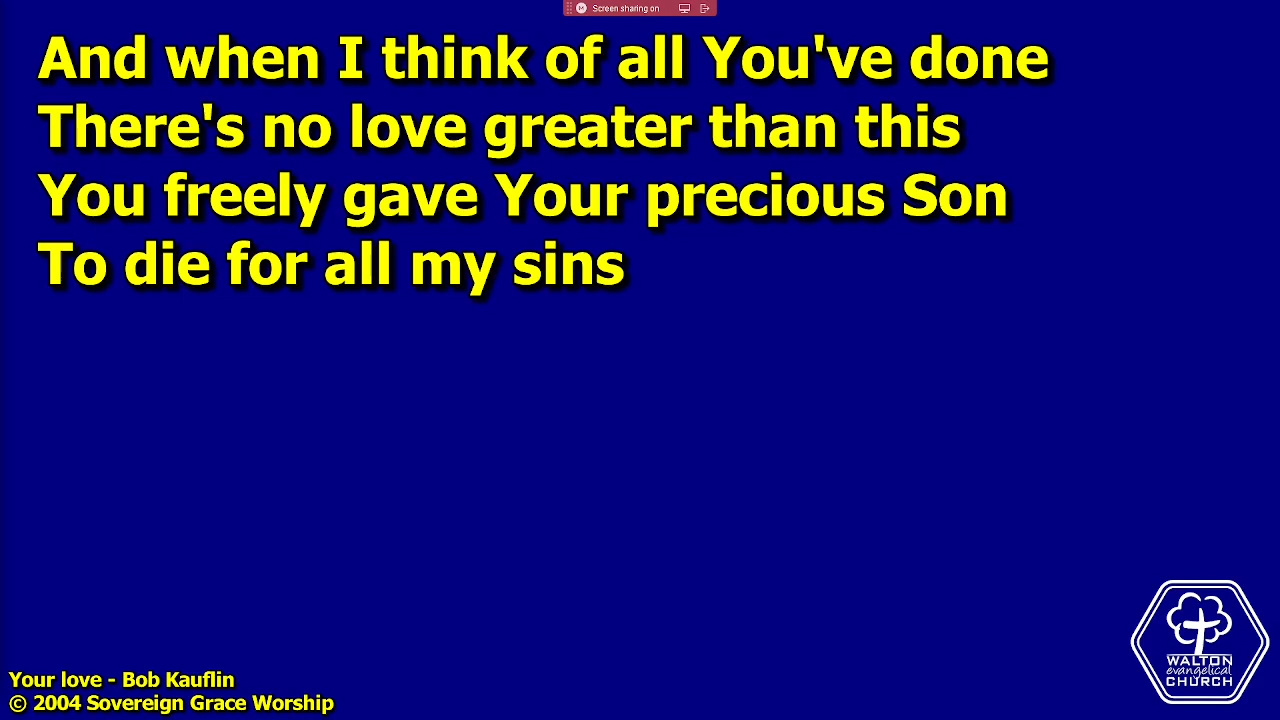 Screen sharing on
And when I think of all You've done
There's no love greater than this
You freely gave Your precious Son
To die for all my sins
WALTON
evangelical
CHURCH
Your love - Bob Kauflin
© 2004 Sovereign Grace Worship